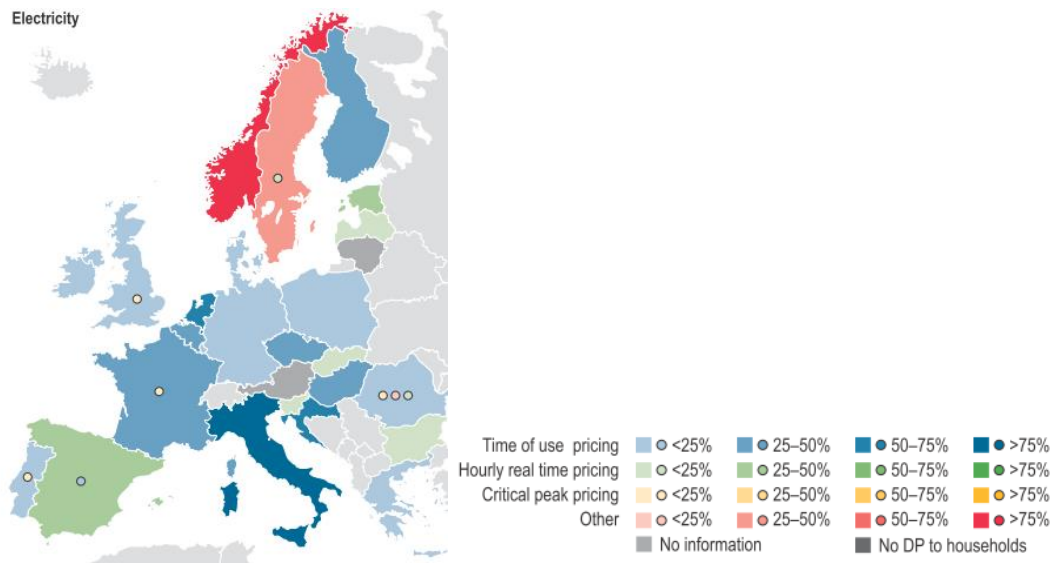 Electricity
Time of use pricing <25% 25–50% 50–75% >75%
Hourly real time pricing <25% 25–50% 50–75% >75%
Critical peak pricing <25% 25–50% 50–75% >75%
Other <25% 25–50% 50–75% >75%
No information No DP to households